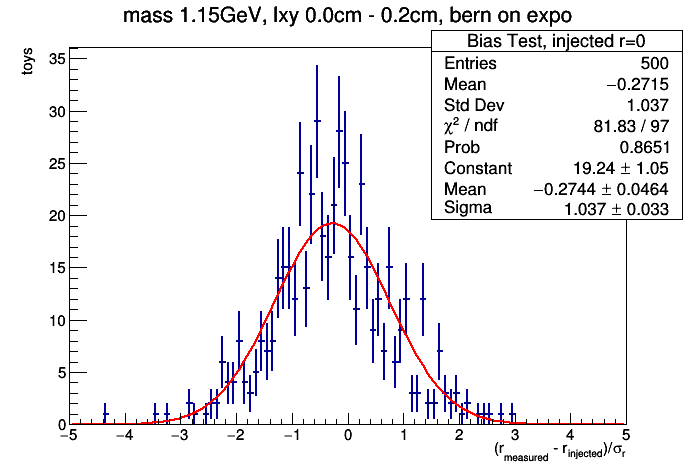 mass 1.15GeV, lxy 0.0cm - 0.2cm, bern on expo
Bias Test, injected r=0
Entries 500
Mean −0.2715
Std Dev 1.037
χ² / ndf 81.83 / 97
Prob 0.8651
Constant 19.24 ± 1.05
Mean −0.2744 ± 0.0464
Sigma 1.037 ± 0.033
toys
35
30
25
20
15
10
5
0
−5 −4 −3 −2 −1 0 1 2 3 4 5
(r_measured - r_injected)/σ_r